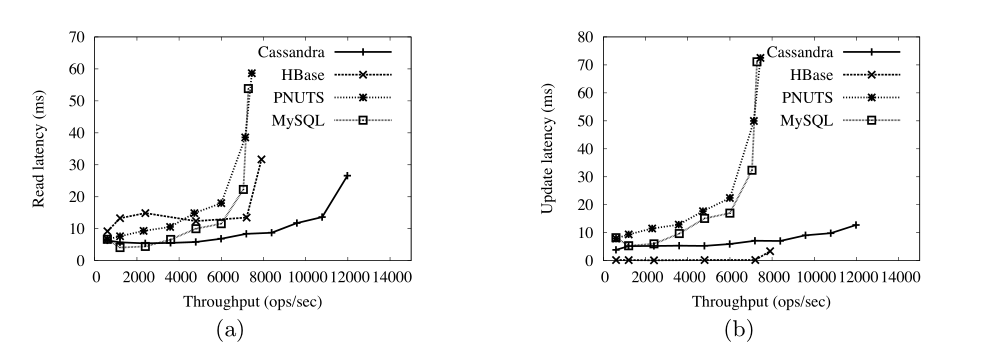 70
60
50
40
30
20
10
0
Read latency (ms)
Cassandra
HBase
PNUTS
MySQL
0 2000 4000 6000 8000 10000 12000 14000
Throughput (ops/sec)
(a)
80
70
60
50
40
30
20
10
0
Update latency (ms)
Cassandra
HBase
PNUTS
MySQL
0 2000 4000 6000 8000 10000 12000 14000
Throughput (ops/sec)
(b)